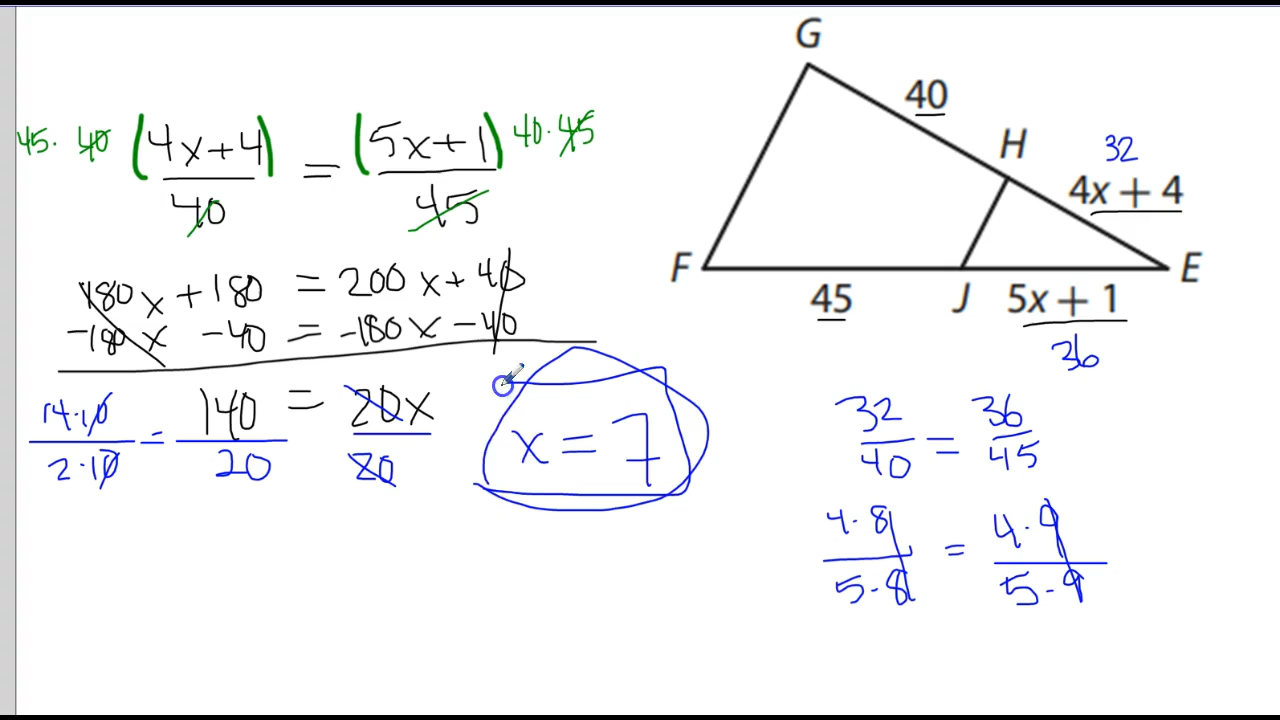 45. 40 (4x+4) = (5x+1) 40.45
40 45
180x + 180 = 200x + 40
-180x -40 = -180x - 40
14.10 = 140 = 20x
2.10 20 20
x = 7
G
40
H
32
4x + 4
F
45
J
5x + 1
E
36
32 = 36
40 45
4.8 = 4.9
5-8 5-9